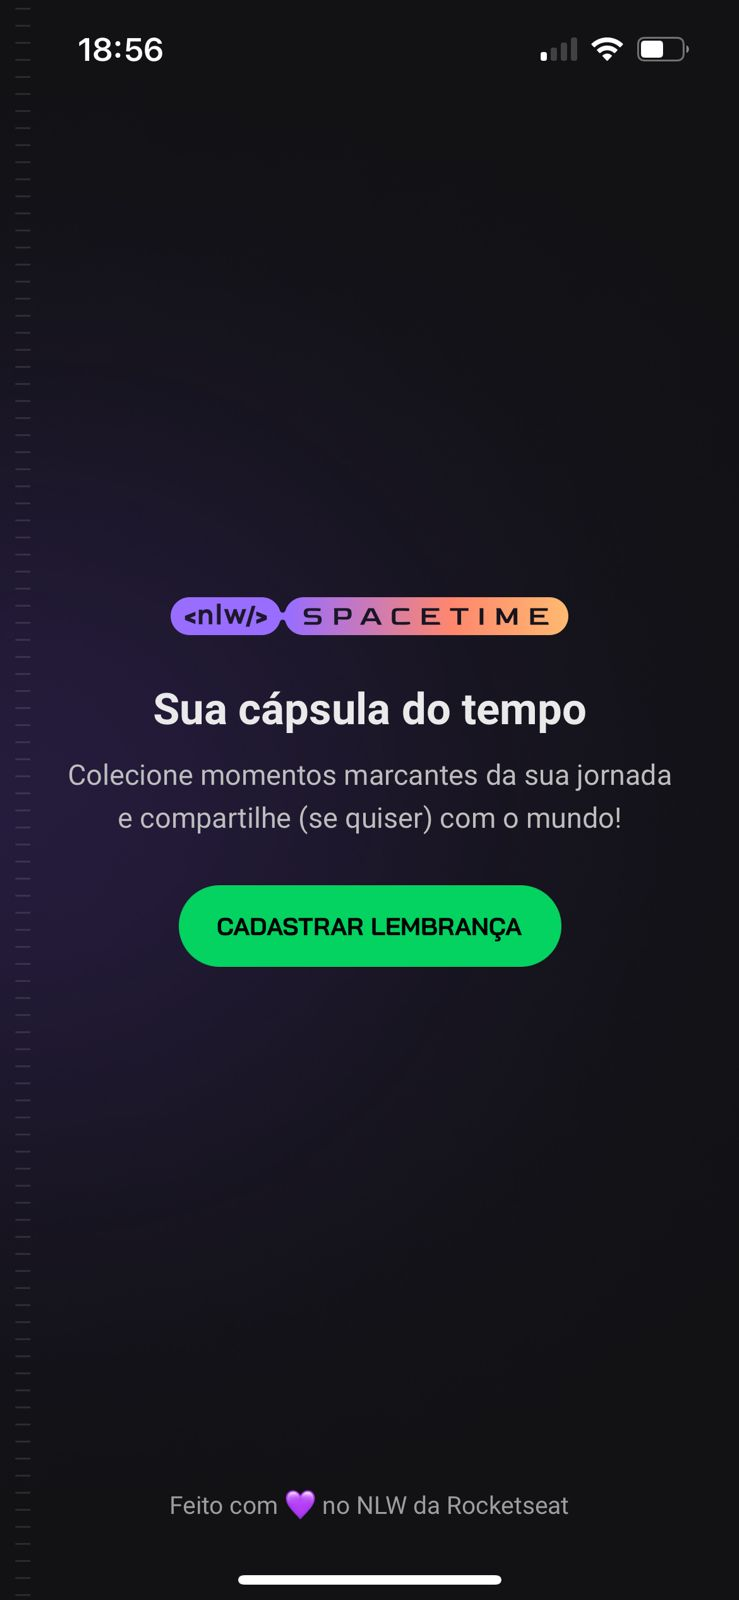 18:56
<nlw/> SPACETIME
Sua cápsula do tempo
Colecione momentos marcantes da sua jornada
e compartilhe (se quiser) com o mundo!
CADASTRAR LEMBRANÇA
Feito com 💜 no NLW da Rocketseat